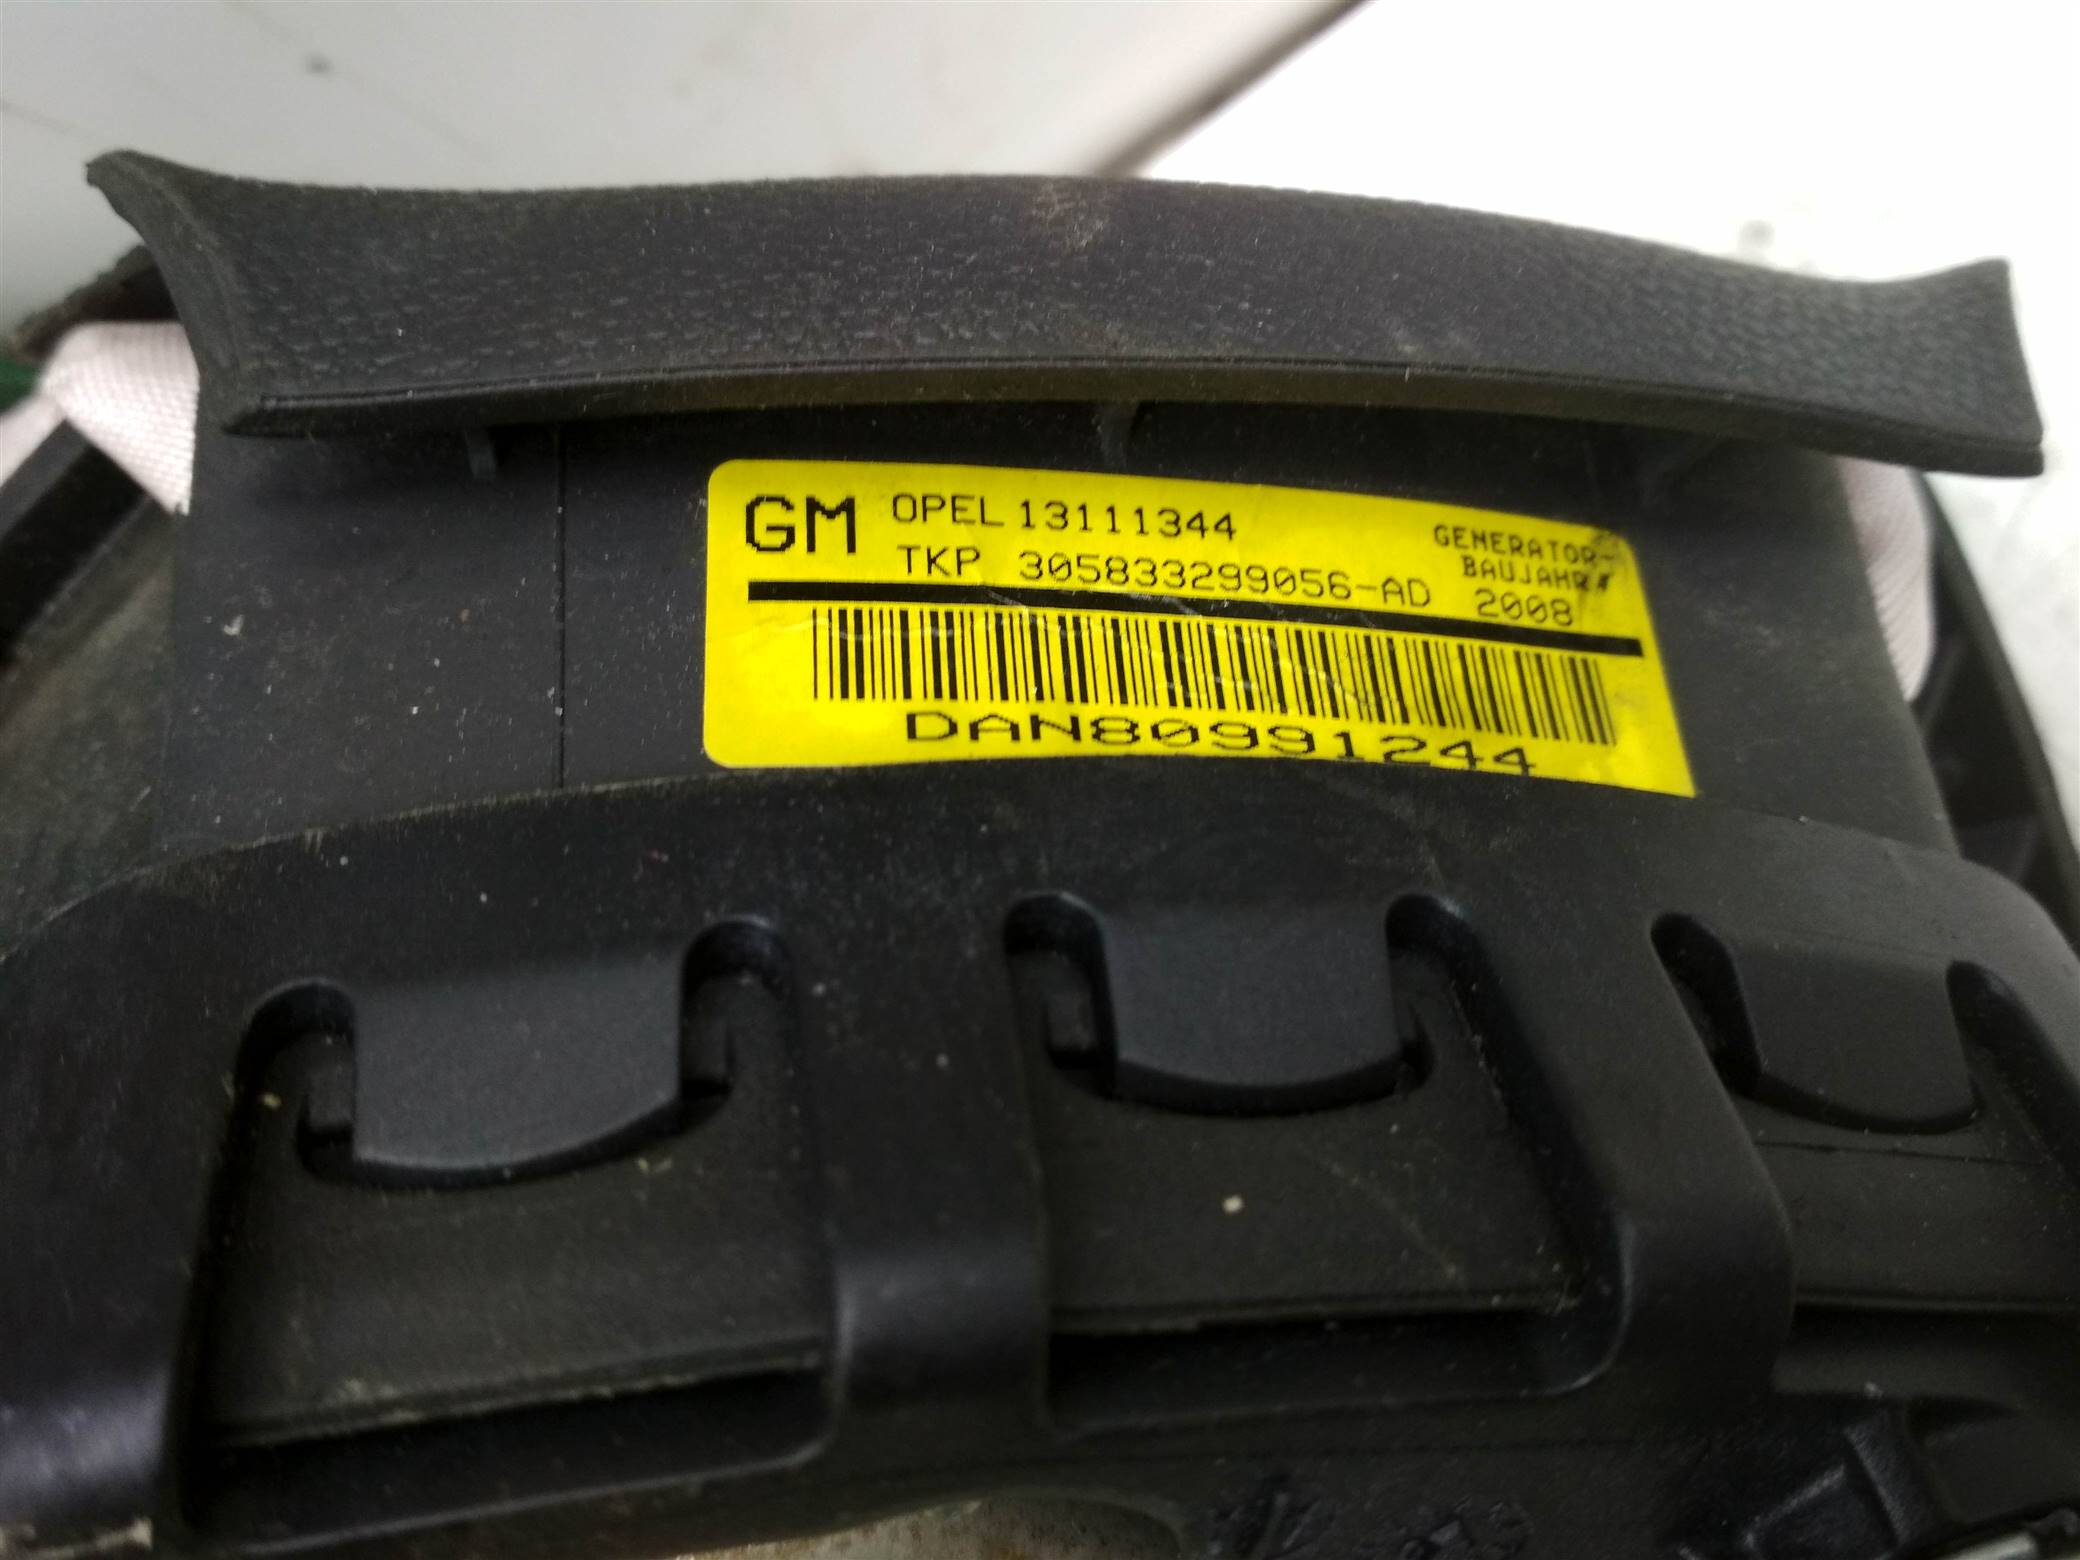 GM OPEL 13111344
TKP 305833299056-AD
GENERATOR-
BAUJAHR
2008
DAN80991244